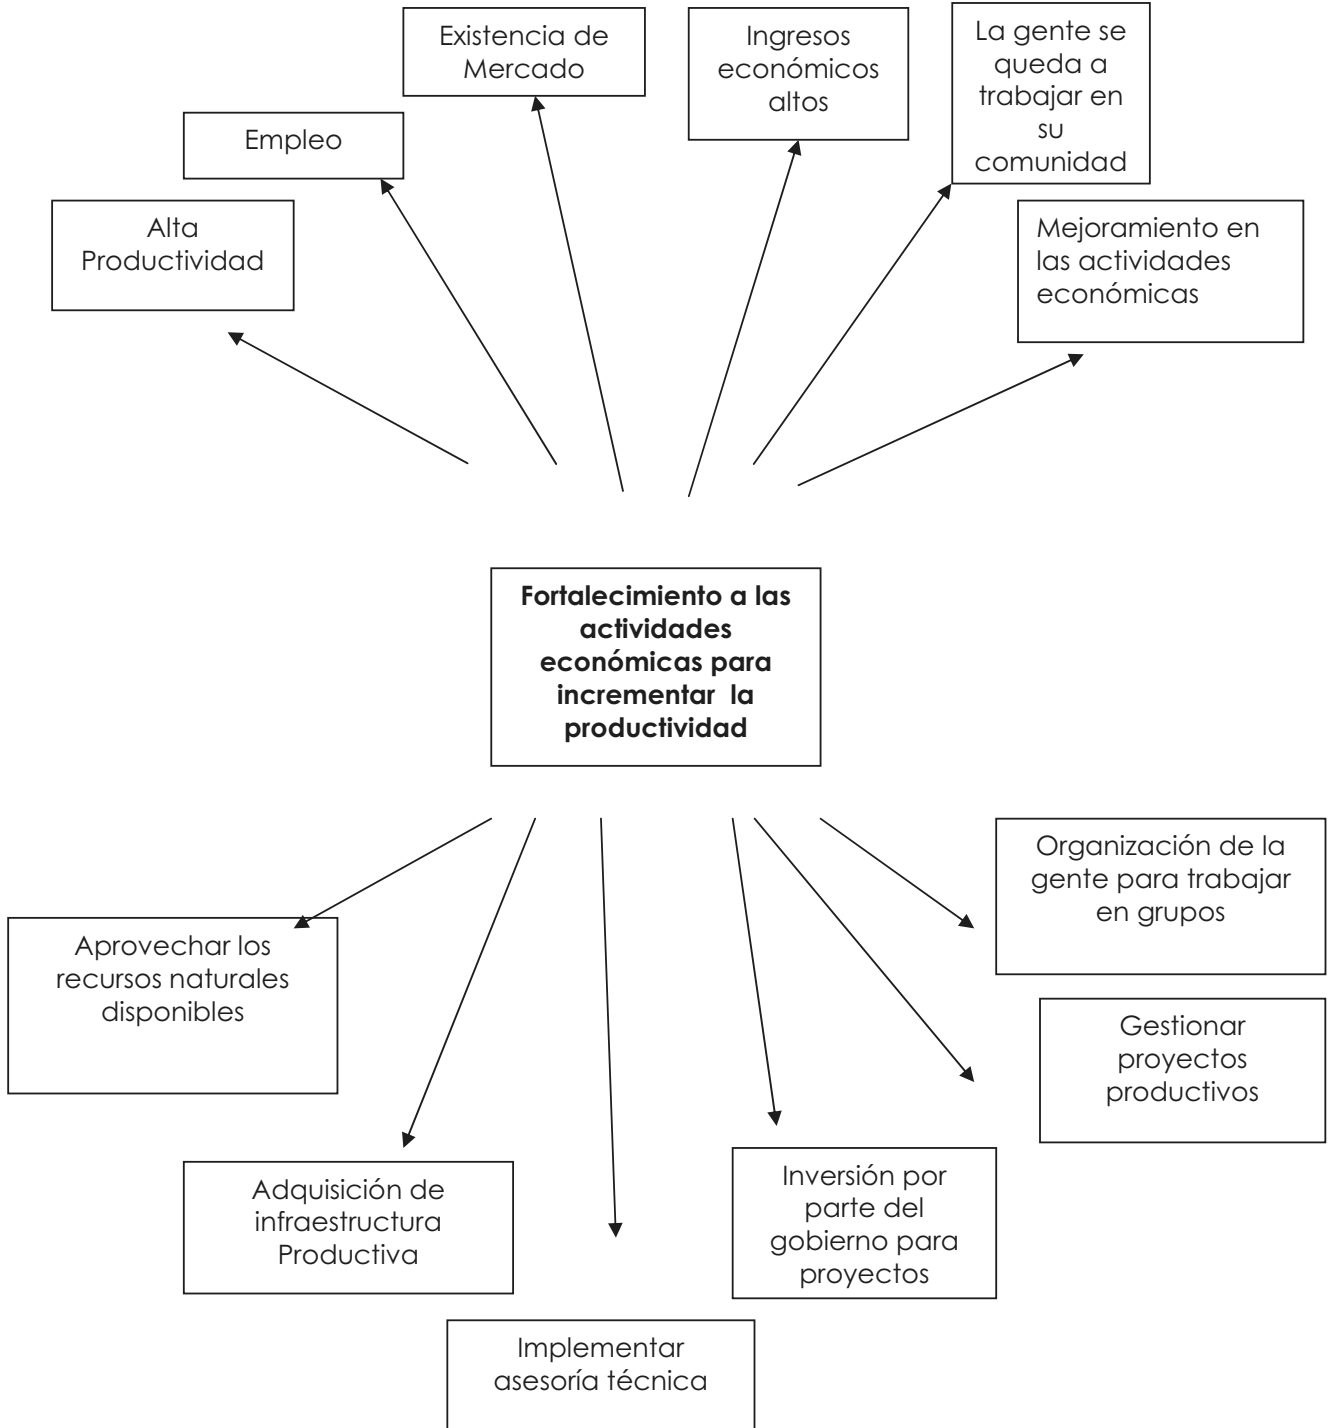 Existencia de
Mercado
Ingresos
económicos
altos
La gente se
queda a
trabajar en
su
comunidad
Empleo
Alta
Productividad
Mejoramiento en
las actividades
económicas
Fortalecimiento a las
actividades
económicas para
incrementar  la
productividad
Organización de la
gente para trabajar
en grupos
Aprovechar los
recursos naturales
disponibles
Gestionar
proyectos
productivos
Adquisición de
infraestructura
Productiva
Inversión por
parte del
gobierno para
proyectos
Implementar
asesoría técnica